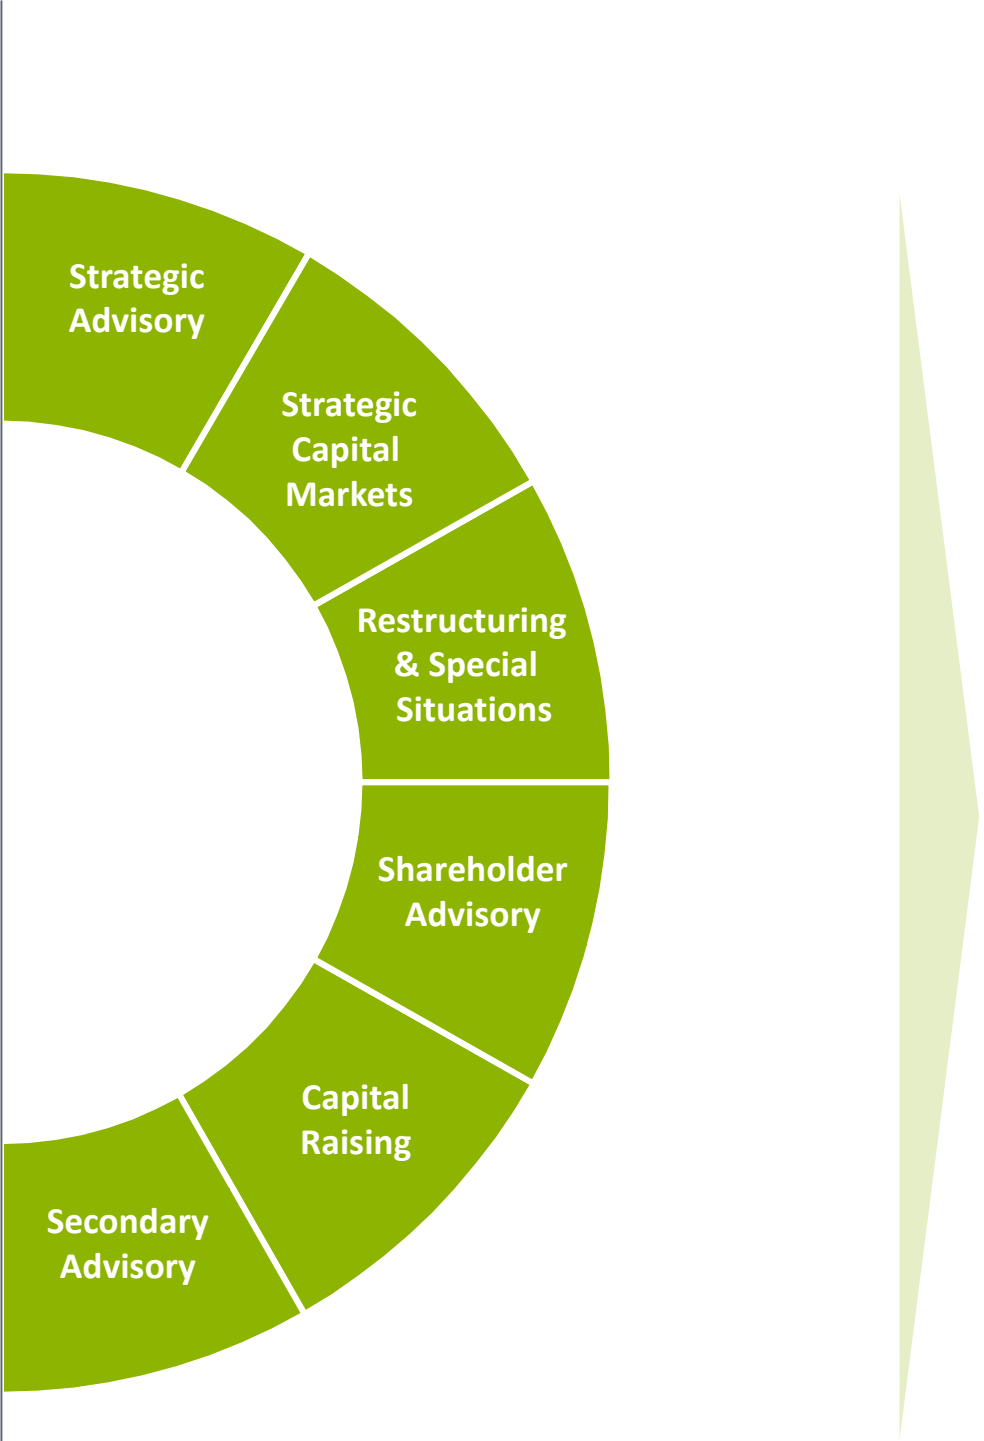 Strategic
Advisory
Strategic
Capital
Markets
Restructuring
& Special
Situations
Shareholder
Advisory
Capital
Raising
Secondary
Advisory